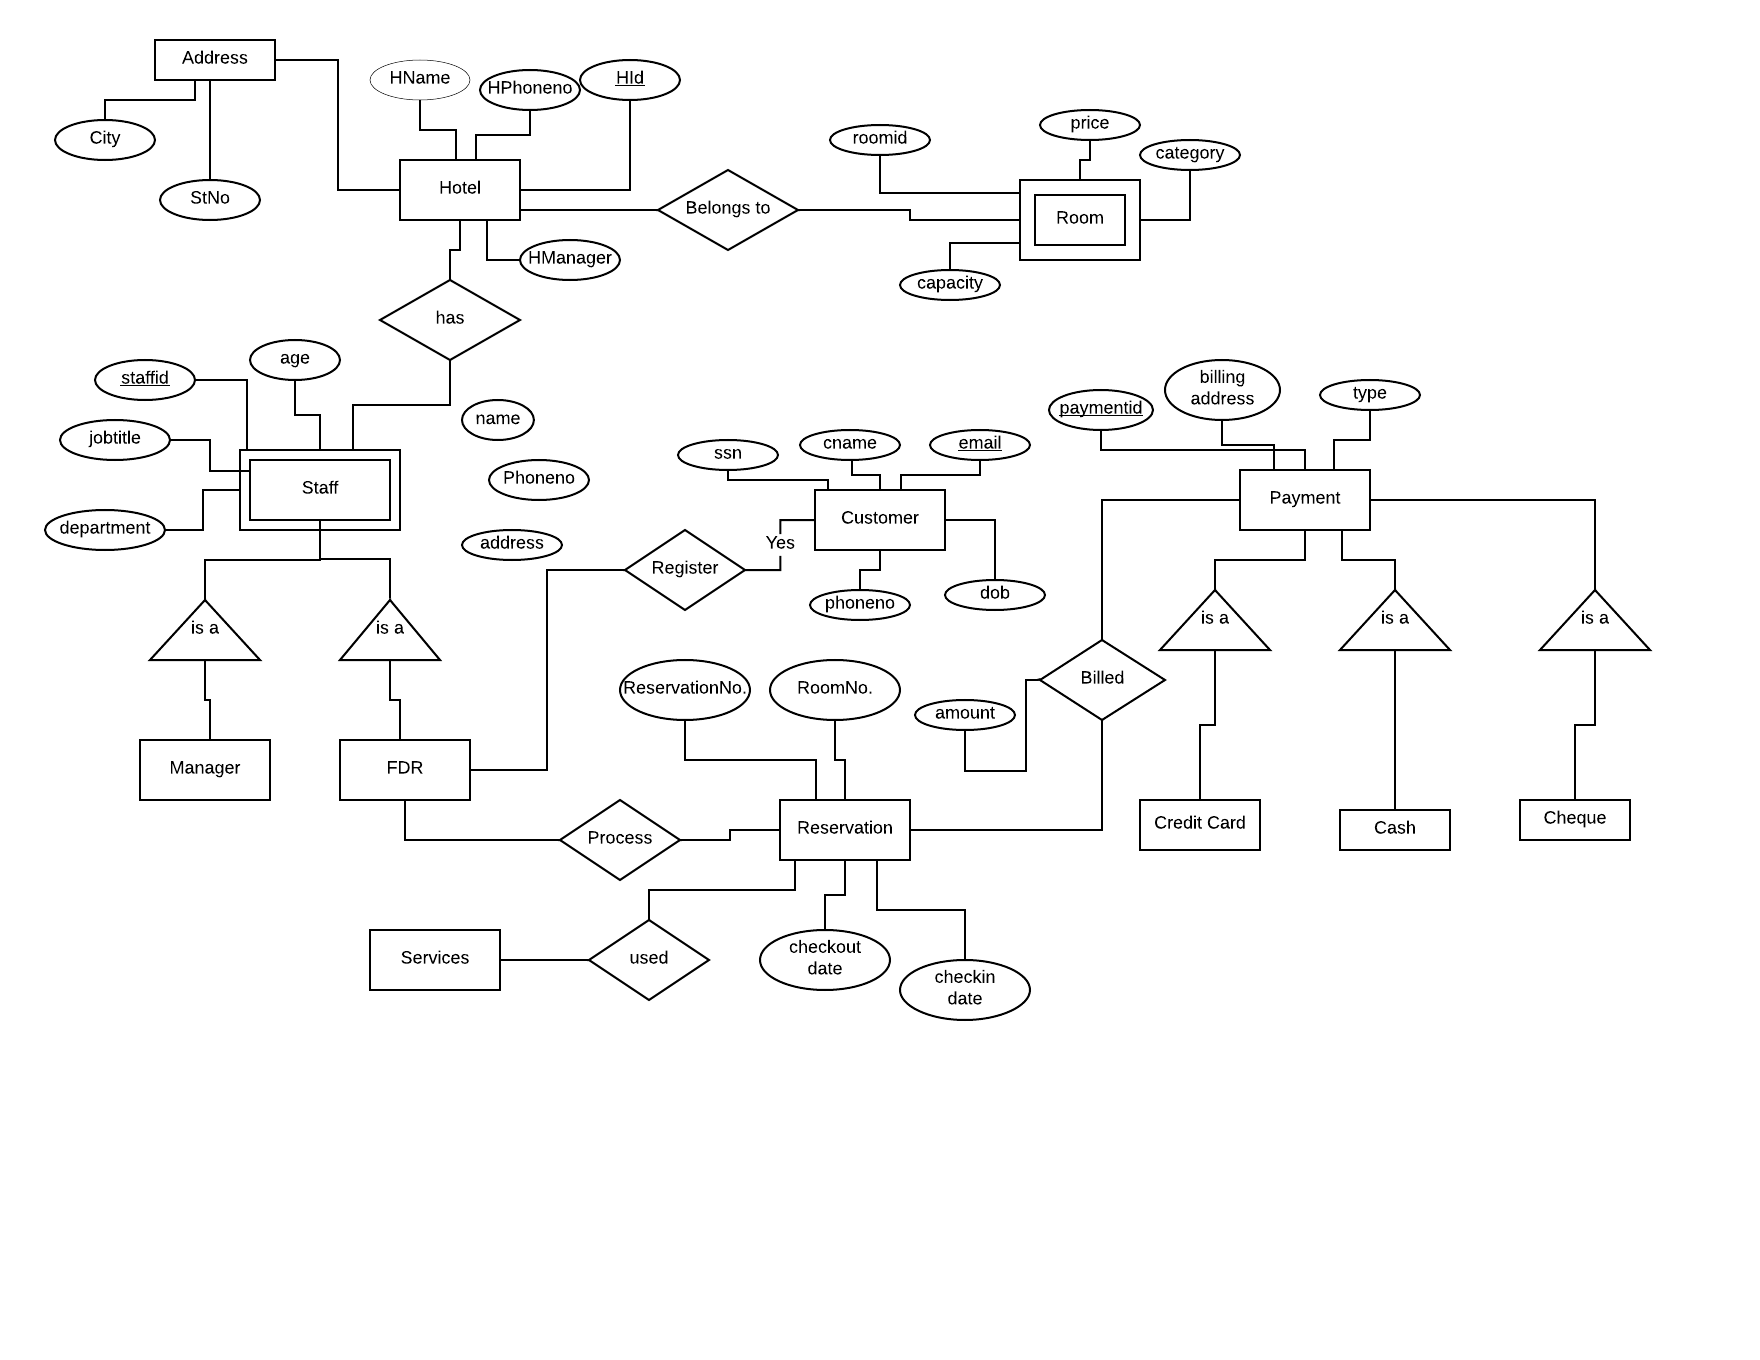 Address
HName
HPhoneno
HId
City
StNo
Hotel
HManager
Belongs to
roomid
price
category
Room
capacity
has
staffid
age
jobtitle
Staff
department
name
Phoneno
address
ssn
cname
email
Customer
Yes
Register
phoneno
dob
paymentid
billing
address
type
Payment
is a
is a
is a
is a
is a
Billed
amount
ReservationNo.
RoomNo.
Manager
FDR
Process
Reservation
Credit Card
Cash
Cheque
Services
used
checkout
date
checkin
date